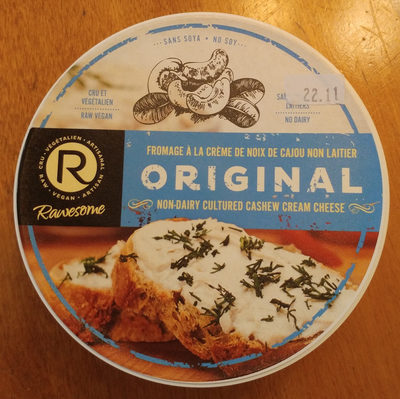 SANS SOYA • NO SOY
CRU ET
VÉGÉTALIEN
RAW VEGAN
22.11
LAITIERS
NO DAIRY
FROMAGE À LA CRÈME DE NOIX DE CAJOU NON LAITIER
ORIGINAL
NON-DAIRY CULTURED CASHEW CREAM CHEESE
CRU • VÉGÉTALIEN • ARTISANAL
R
RAW • VEGAN • ARTISAN
Rawesome